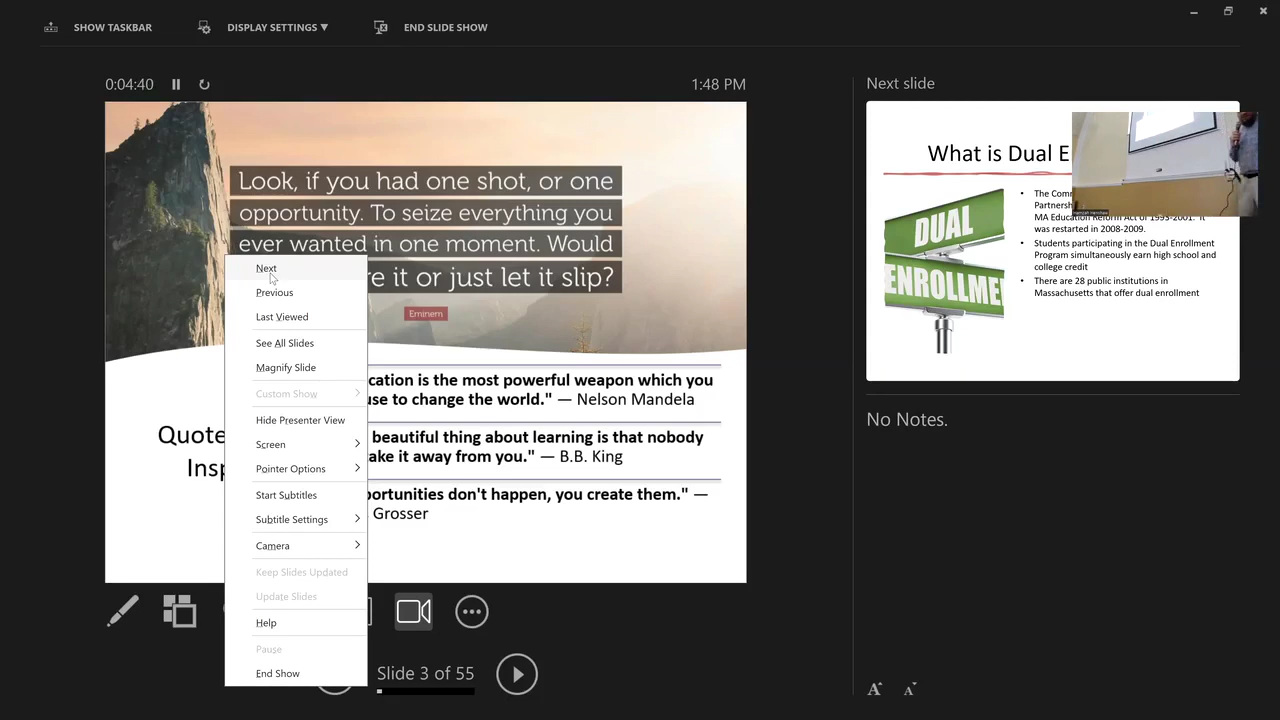 SHOW TASKBAR
DISPLAY SETTINGS ▼
END SLIDE SHOW
0:04:40
1:48 PM
Look, if you had one shot, or one
opportunity. To seize everything you
ever wanted in one moment. Would
re it or just let it slip?
Eminem
Quote
Insp
cation is the most powerful weapon which you
use to change the world." — Nelson Mandela
beautiful thing about learning is that nobody
ake it away from you." — B.B. King
portunities don't happen, you create them." —
Grosser
Next
Previous
Last Viewed
See All Slides
Magnify Slide
Custom Show
Hide Presenter View
Screen
Pointer Options
Start Subtitles
Subtitle Settings
Camera
Keep Slides Updated
Update Slides
Help
Pause
End Show
Slide 3 of 55
Next slide
What is Dual E
DUAL
ENROLLME
• The Comm
Partnersh
MA Education Reform Act of 1993-2001. It
was restarted in 2008-2009.
• Students participating in the Dual Enrollment
Program simultaneously earn high school and
college credit
• There are 28 public institutions in
Massachusetts that offer dual enrollment
No Notes.
A A